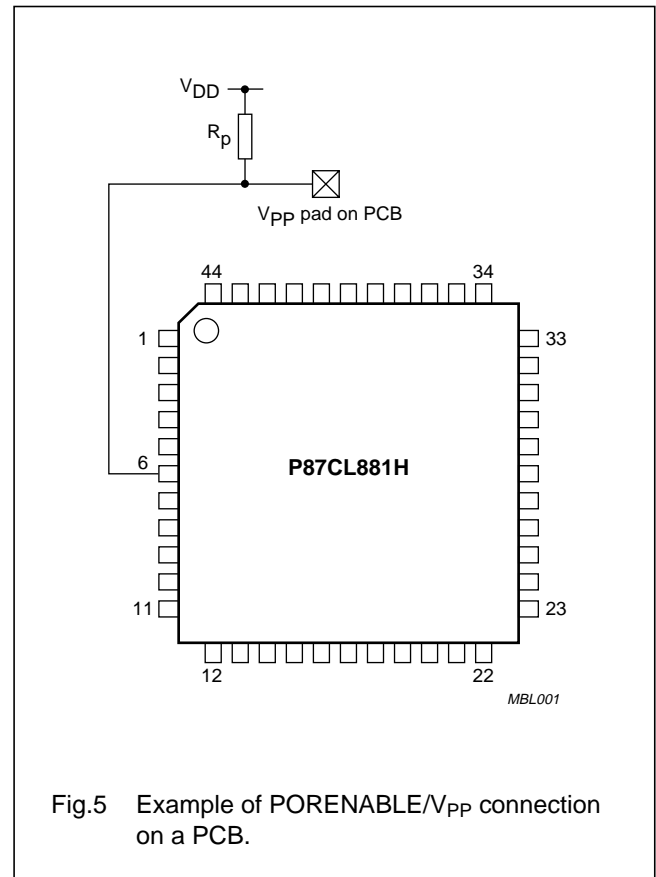 VDD
Rp
VPP pad on PCB
44 34
1 33
6 P87CL881H
11 23
12 22
MBL001
Fig.5 Example of PORENABLE/VPP connection
on a PCB.